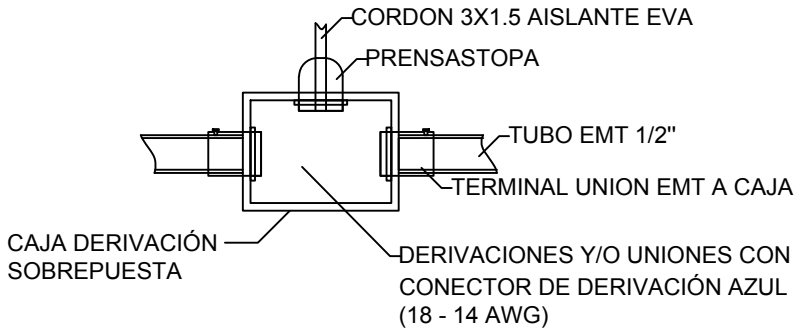 CORDON 3X1.5 AISLANTE EVA
PRENSASTOPA
TUBO EMT 1/2"
TERMINAL UNION EMT A CAJA
CAJA DERIVACIÓN
SOBREPUESTA
DERIVACIONES Y/O UNIONES CON
CONECTOR DE DERIVACIÓN AZUL
(18 - 14 AWG)